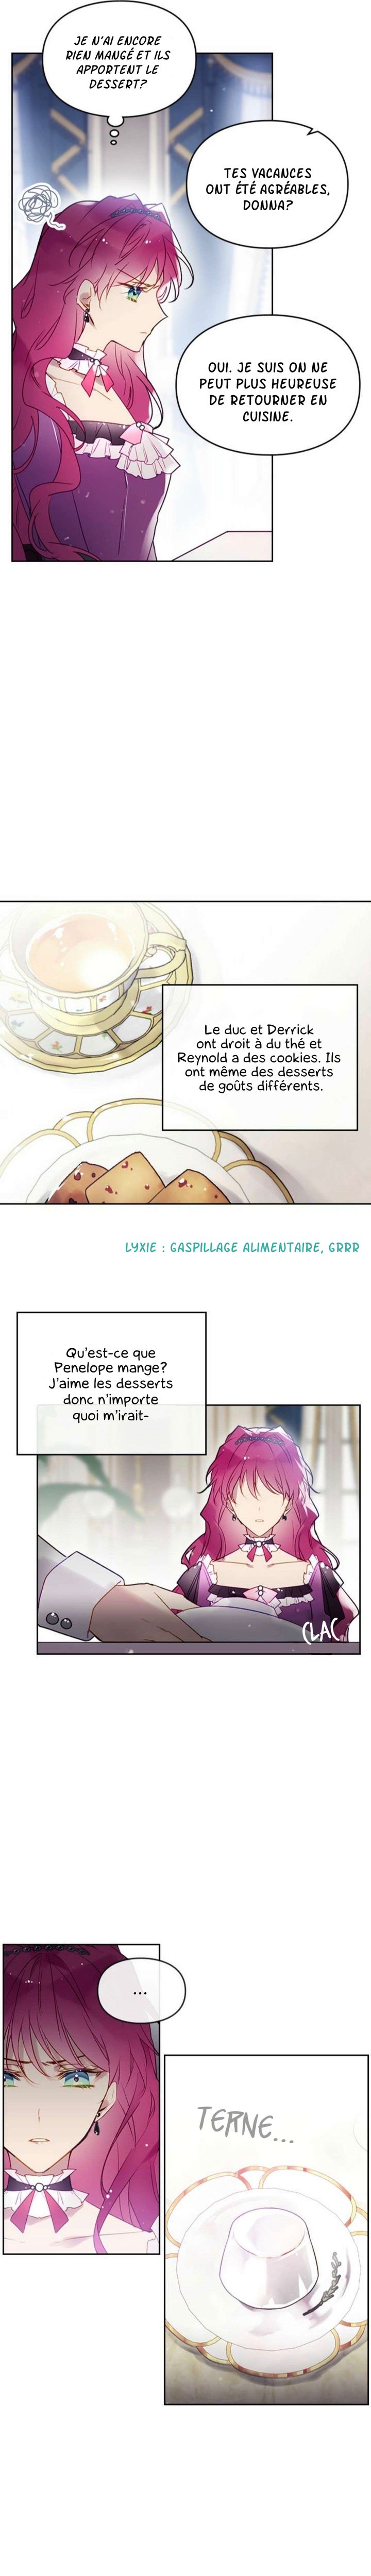 JE N'AI ENCORE
RIEN MANGÉ ET ILS
APPORTENT LE
DESSERT?
TES VACANCES
ONT ÉTÉ AGRÉABLES,
DONNA?
OUI. JE SUIS ON NE
PEUT PLUS HEUREUSE
DE RETOURNER EN
CUISINE.
Le duc et Derrick
ont droit à du thé et
Reynold a des cookies. Ils
ont même des desserts
de goûts différents.
LYXIE : GASPILLAGE ALIMENTAIRE, GRRR
Qu'est-ce que
Penelope mange?
J'aime les desserts
donc n'importe
quoi m'irait-
CLAC
...
TERNE...